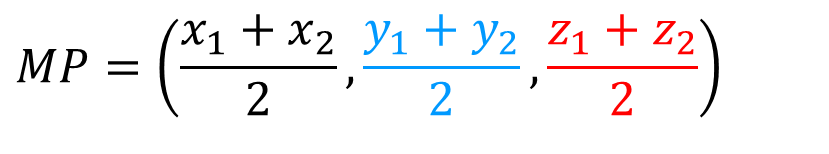 MP = ( (x₁ + x₂)/2 , (y₁ + y₂)/2 , (z₁ + z₂)/2 )